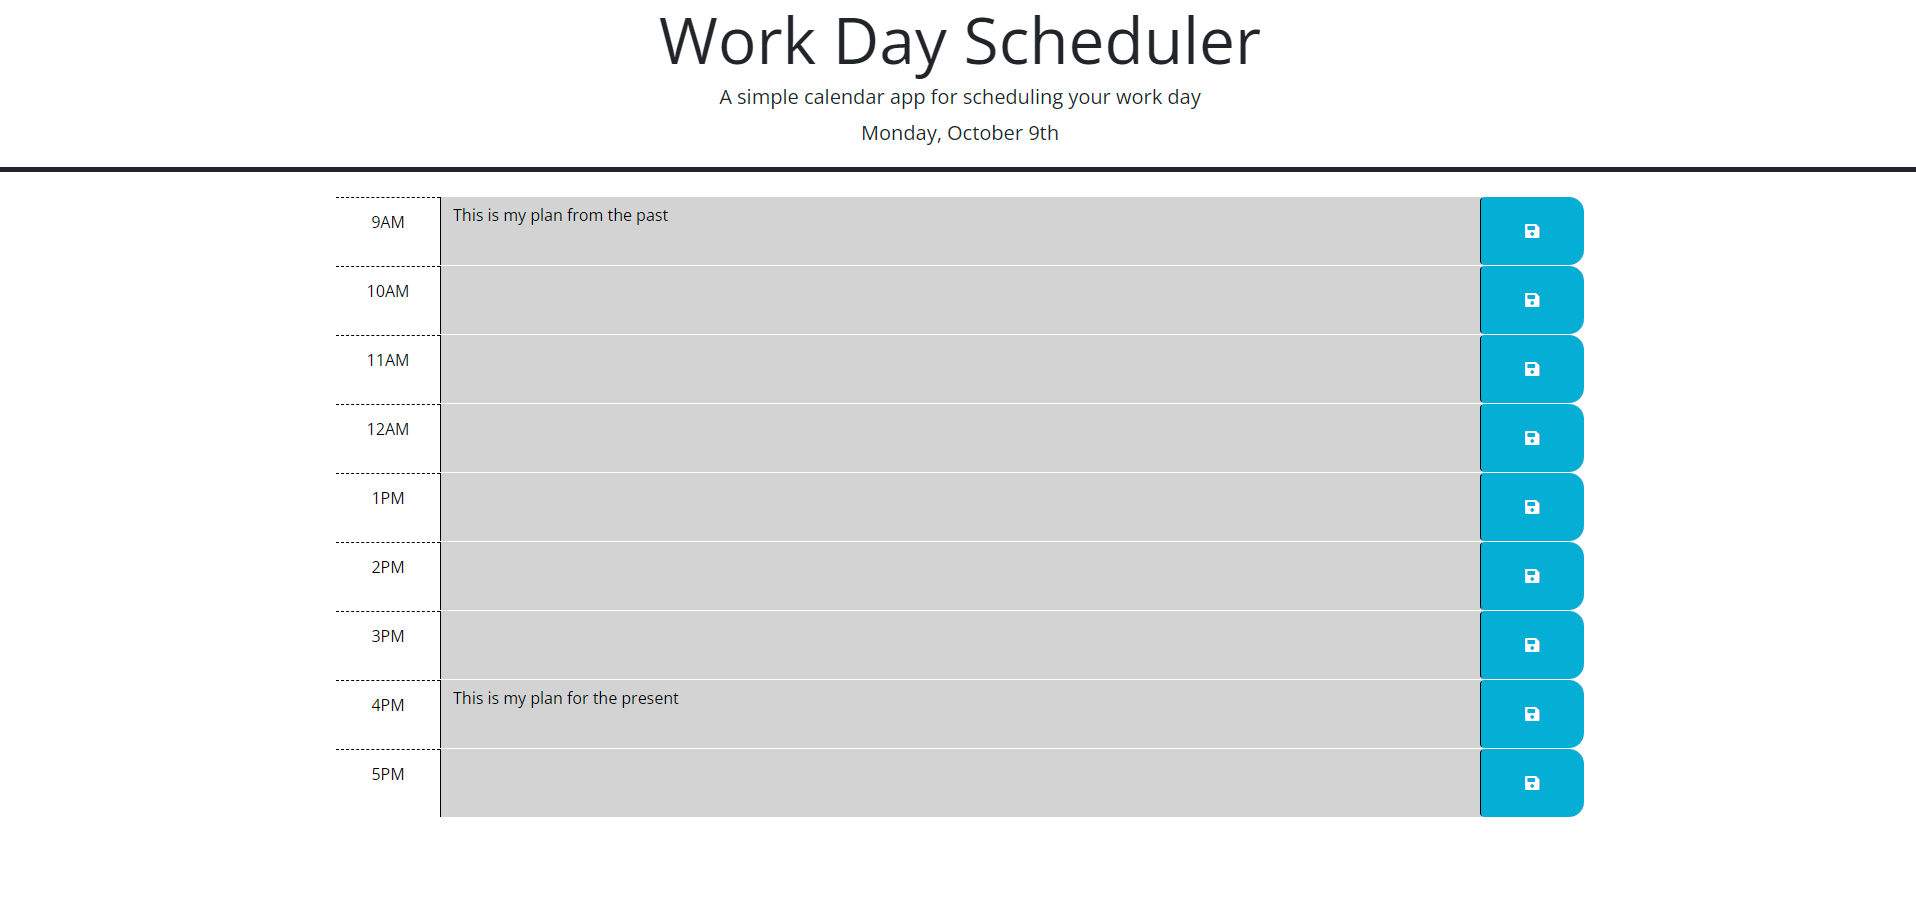 Work Day Scheduler
A simple calendar app for scheduling your work day
Monday, October 9th
9AM
This is my plan from the past
10AM
11AM
12AM
1PM
2PM
3PM
4PM
This is my plan for the present
5PM